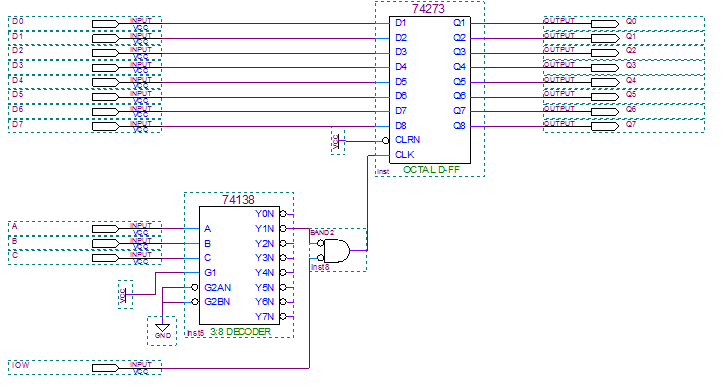 74273
D0 INPUT VCC D1 Q1 OUTPUT Q0
D1 INPUT VCC D2 Q2 OUTPUT Q1
D2 INPUT VCC D3 Q3 OUTPUT Q2
D3 INPUT VCC D4 Q4 OUTPUT Q3
D4 INPUT VCC D5 Q5 OUTPUT Q4
D5 INPUT VCC D6 Q6 OUTPUT Q5
D6 INPUT VCC D7 Q7 OUTPUT Q6
D7 INPUT VCC D8 Q8 OUTPUT Q7
VCC CLRN
CLK
inst OCTAL D-FF
74138
Y0N
A INPUT VCC A Y1N BAND2
B INPUT VCC B Y2N
C INPUT VCC C Y3N
G1 Y4N inst8
VCC G2AN Y5N
G2BN Y6N
Y7N
GND inst5 3:8 DECODER
IOW INPUT VCC